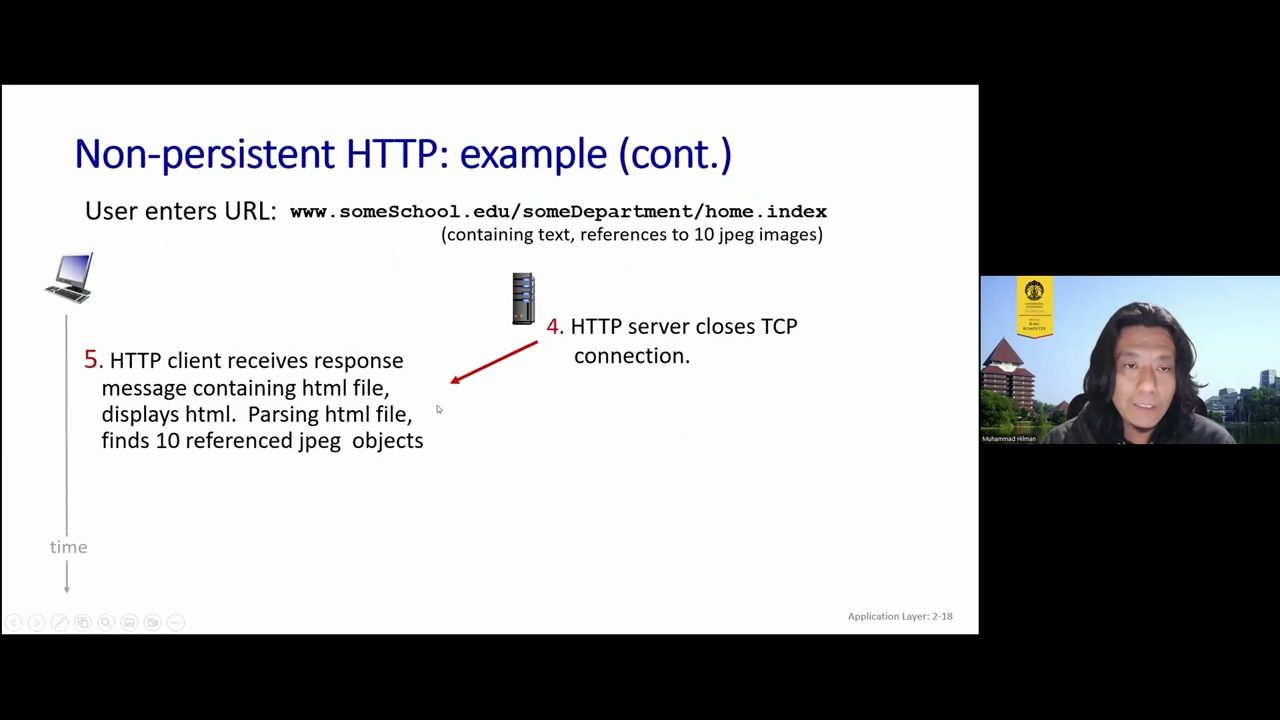 Non-persistent HTTP: example (cont.)
User enters URL: www.someSchool.edu/someDepartment/home.index
(containing text, references to 10 jpeg images)
4. HTTP server closes TCP
connection.
5. HTTP client receives response
message containing html file,
displays html. Parsing html file,
finds 10 referenced jpeg objects
time
Application Layer: 2-18
ILMU
KOMPUTER
Muhammad Hilman